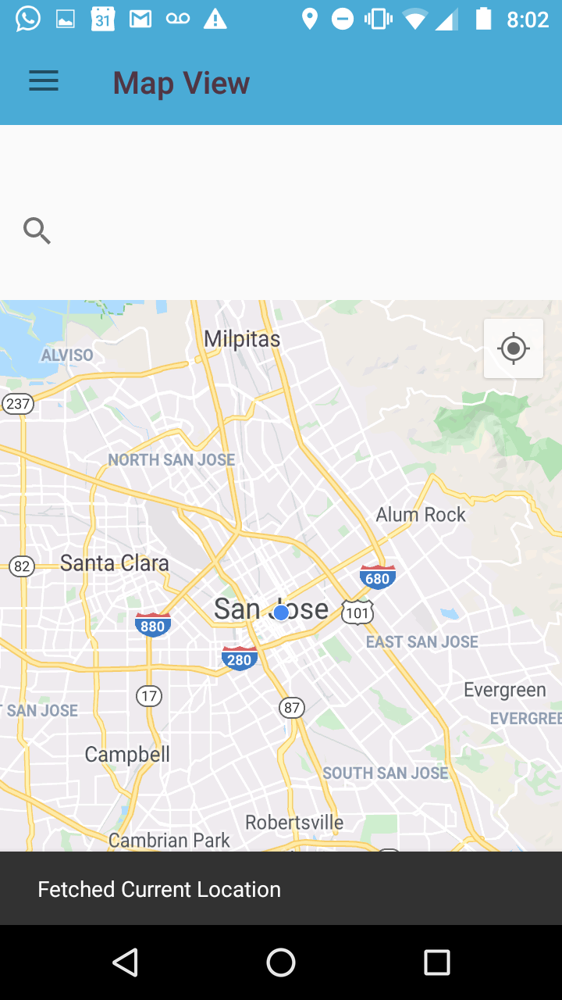 31
8:02
Map View
Milpitas
ALVISO
237
NORTH SAN JOSE
Alum Rock
82
Santa Clara
680
San Jose
101
880
EAST SAN JOSE
280
Evergreen
17
87
T SAN JOSE
EVERGREE
Campbell
SOUTH SAN JOSE
Robertsville
Cambrian Park
Fetched Current Location